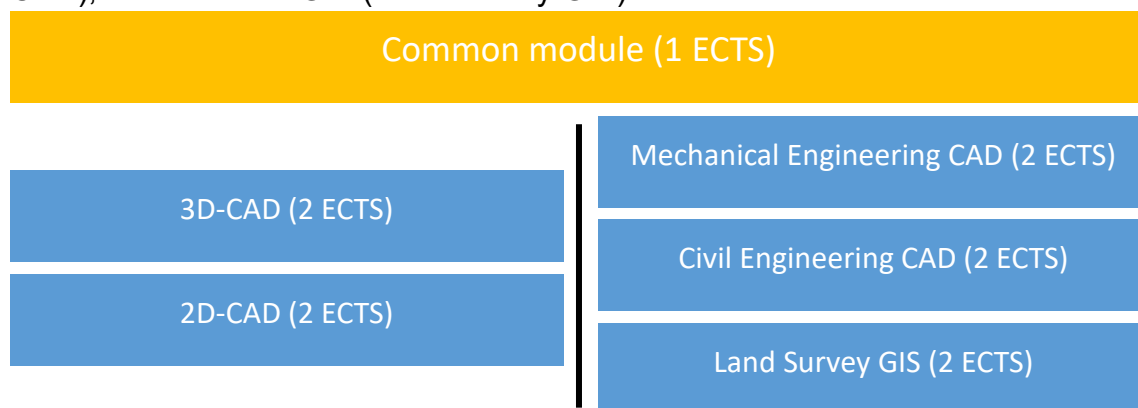 Common module (1 ECTS)
3D-CAD (2 ECTS)
2D-CAD (2 ECTS)
Mechanical Engineering CAD (2 ECTS)
Civil Engineering CAD (2 ECTS)
Land Survey GIS (2 ECTS)